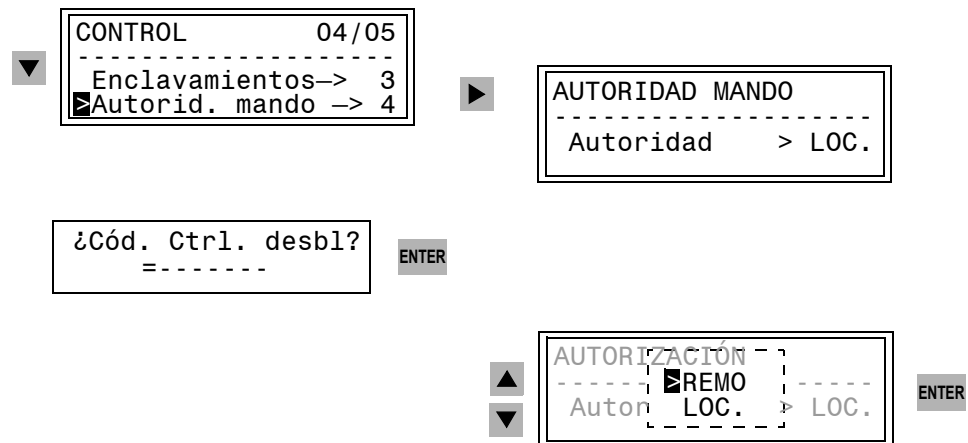 CONTROL 04/05
--------------------
Enclavamientos—> 3
>Autorid. mando —> 4
AUTORIDAD MANDO
--------------------
Autoridad > LOC.
¿Cód. Ctrl. desbl?
=-------
ENTER
AUTORIZACIÓN
------ >REMO -----
Autor LOC. > LOC.
ENTER